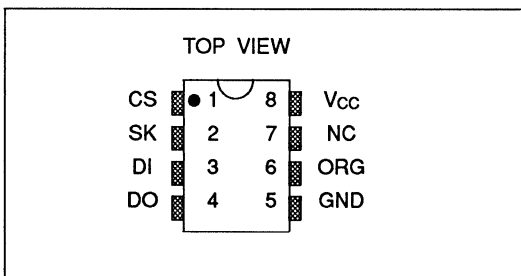 TOP VIEW
CS 1 8 Vcc
SK 2 7 NC
DI 3 6 ORG
DO 4 5 GND